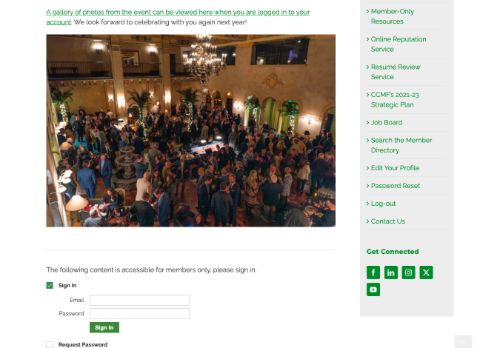 A gallery of photos from the event can be viewed here when you are logged in to your
account. We look forward to celebrating with you again next year!
The following content is accessible for members only, please sign in.
Sign In
Email
Password
Sign In
Request Password
> Member-Only
Resources
> Online Reputation
Service
> Resumé Review
Service
> CCMF's 2021-23
Strategic Plan
> Job Board
> Search the Member
Directory
> Edit Your Profile
> Password Reset
> Log-out
> Contact Us
Get Connected